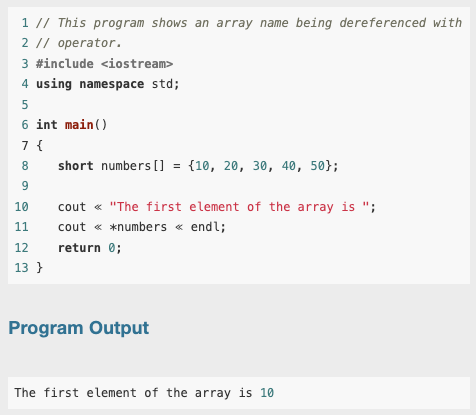 1 // This program shows an array name being dereferenced with
2 // operator.
3 #include <iostream>
4 using namespace std;
5
6 int main()
7 {
8    short numbers[] = {10, 20, 30, 40, 50};
9
10    cout « "The first element of the array is ";
11    cout « *numbers « endl;
12    return 0;
13 }
Program Output
The first element of the array is 10